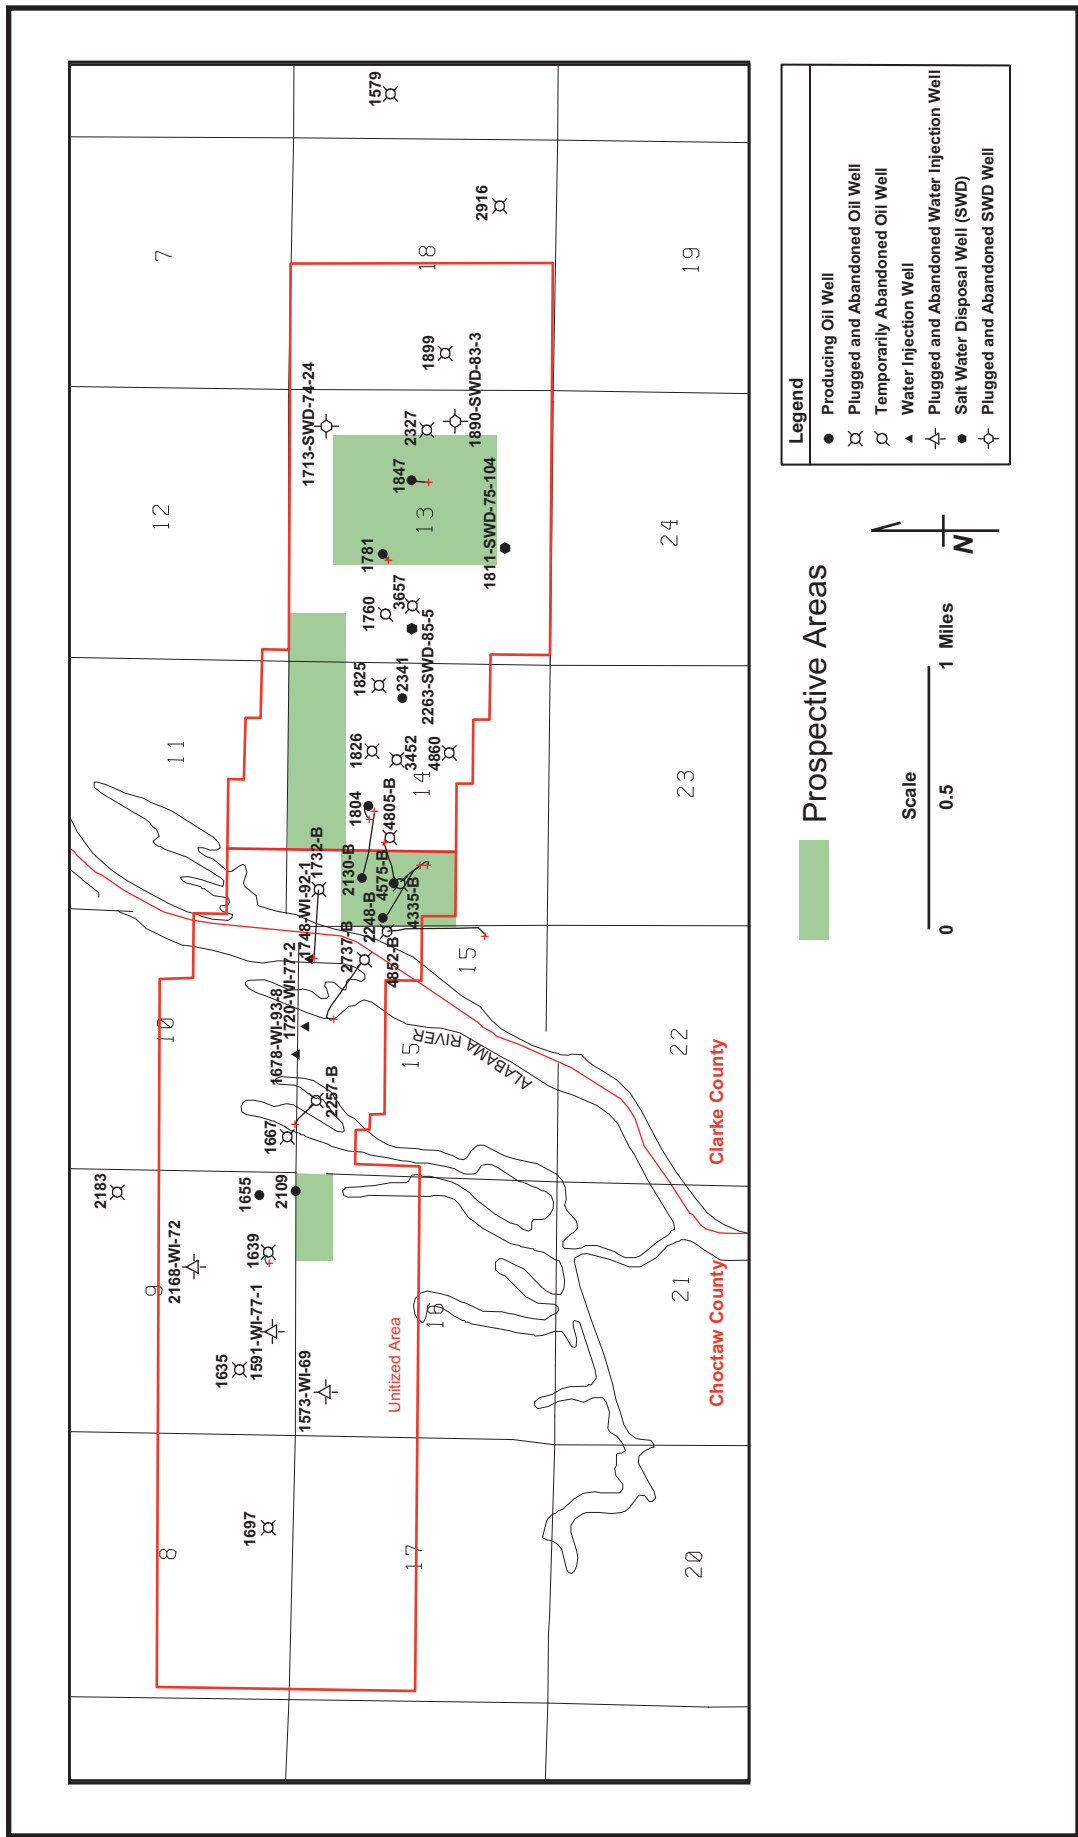 7
12
11
10
9
8
18
13
14
15
15
16
17
19
24
23
22
21
20
1579
2916
1899
1713-SWD-74-24
2327
1890-SWD-83-3
1847
1811-SWD-75-104
1781
1760
3657
2263-SWD-85-5
1825
2341
1826
3452
4860
1804
4805-B
1732-B
2130-B
4575-B
4335-B
2248-B
1748-WI-92-1
2737-B
4852-B
1720-WI-77-2
1678-WI-93-8
2257-B
1667
2183
1655
2109
2168-WI-72
1639
1591-WI-77-1
1635
1573-WI-69
1697
ALABAMA RIVER
Unitized Area
Clarke County
Choctaw County
Legend
Producing Oil Well
Plugged and Abandoned Oil Well
Temporarily Abandoned Oil Well
Water Injection Well
Plugged and Abandoned Water Injection Well
Salt Water Disposal Well (SWD)
Plugged and Abandoned SWD Well
N
Prospective Areas
Scale
0 0.5 1 Miles